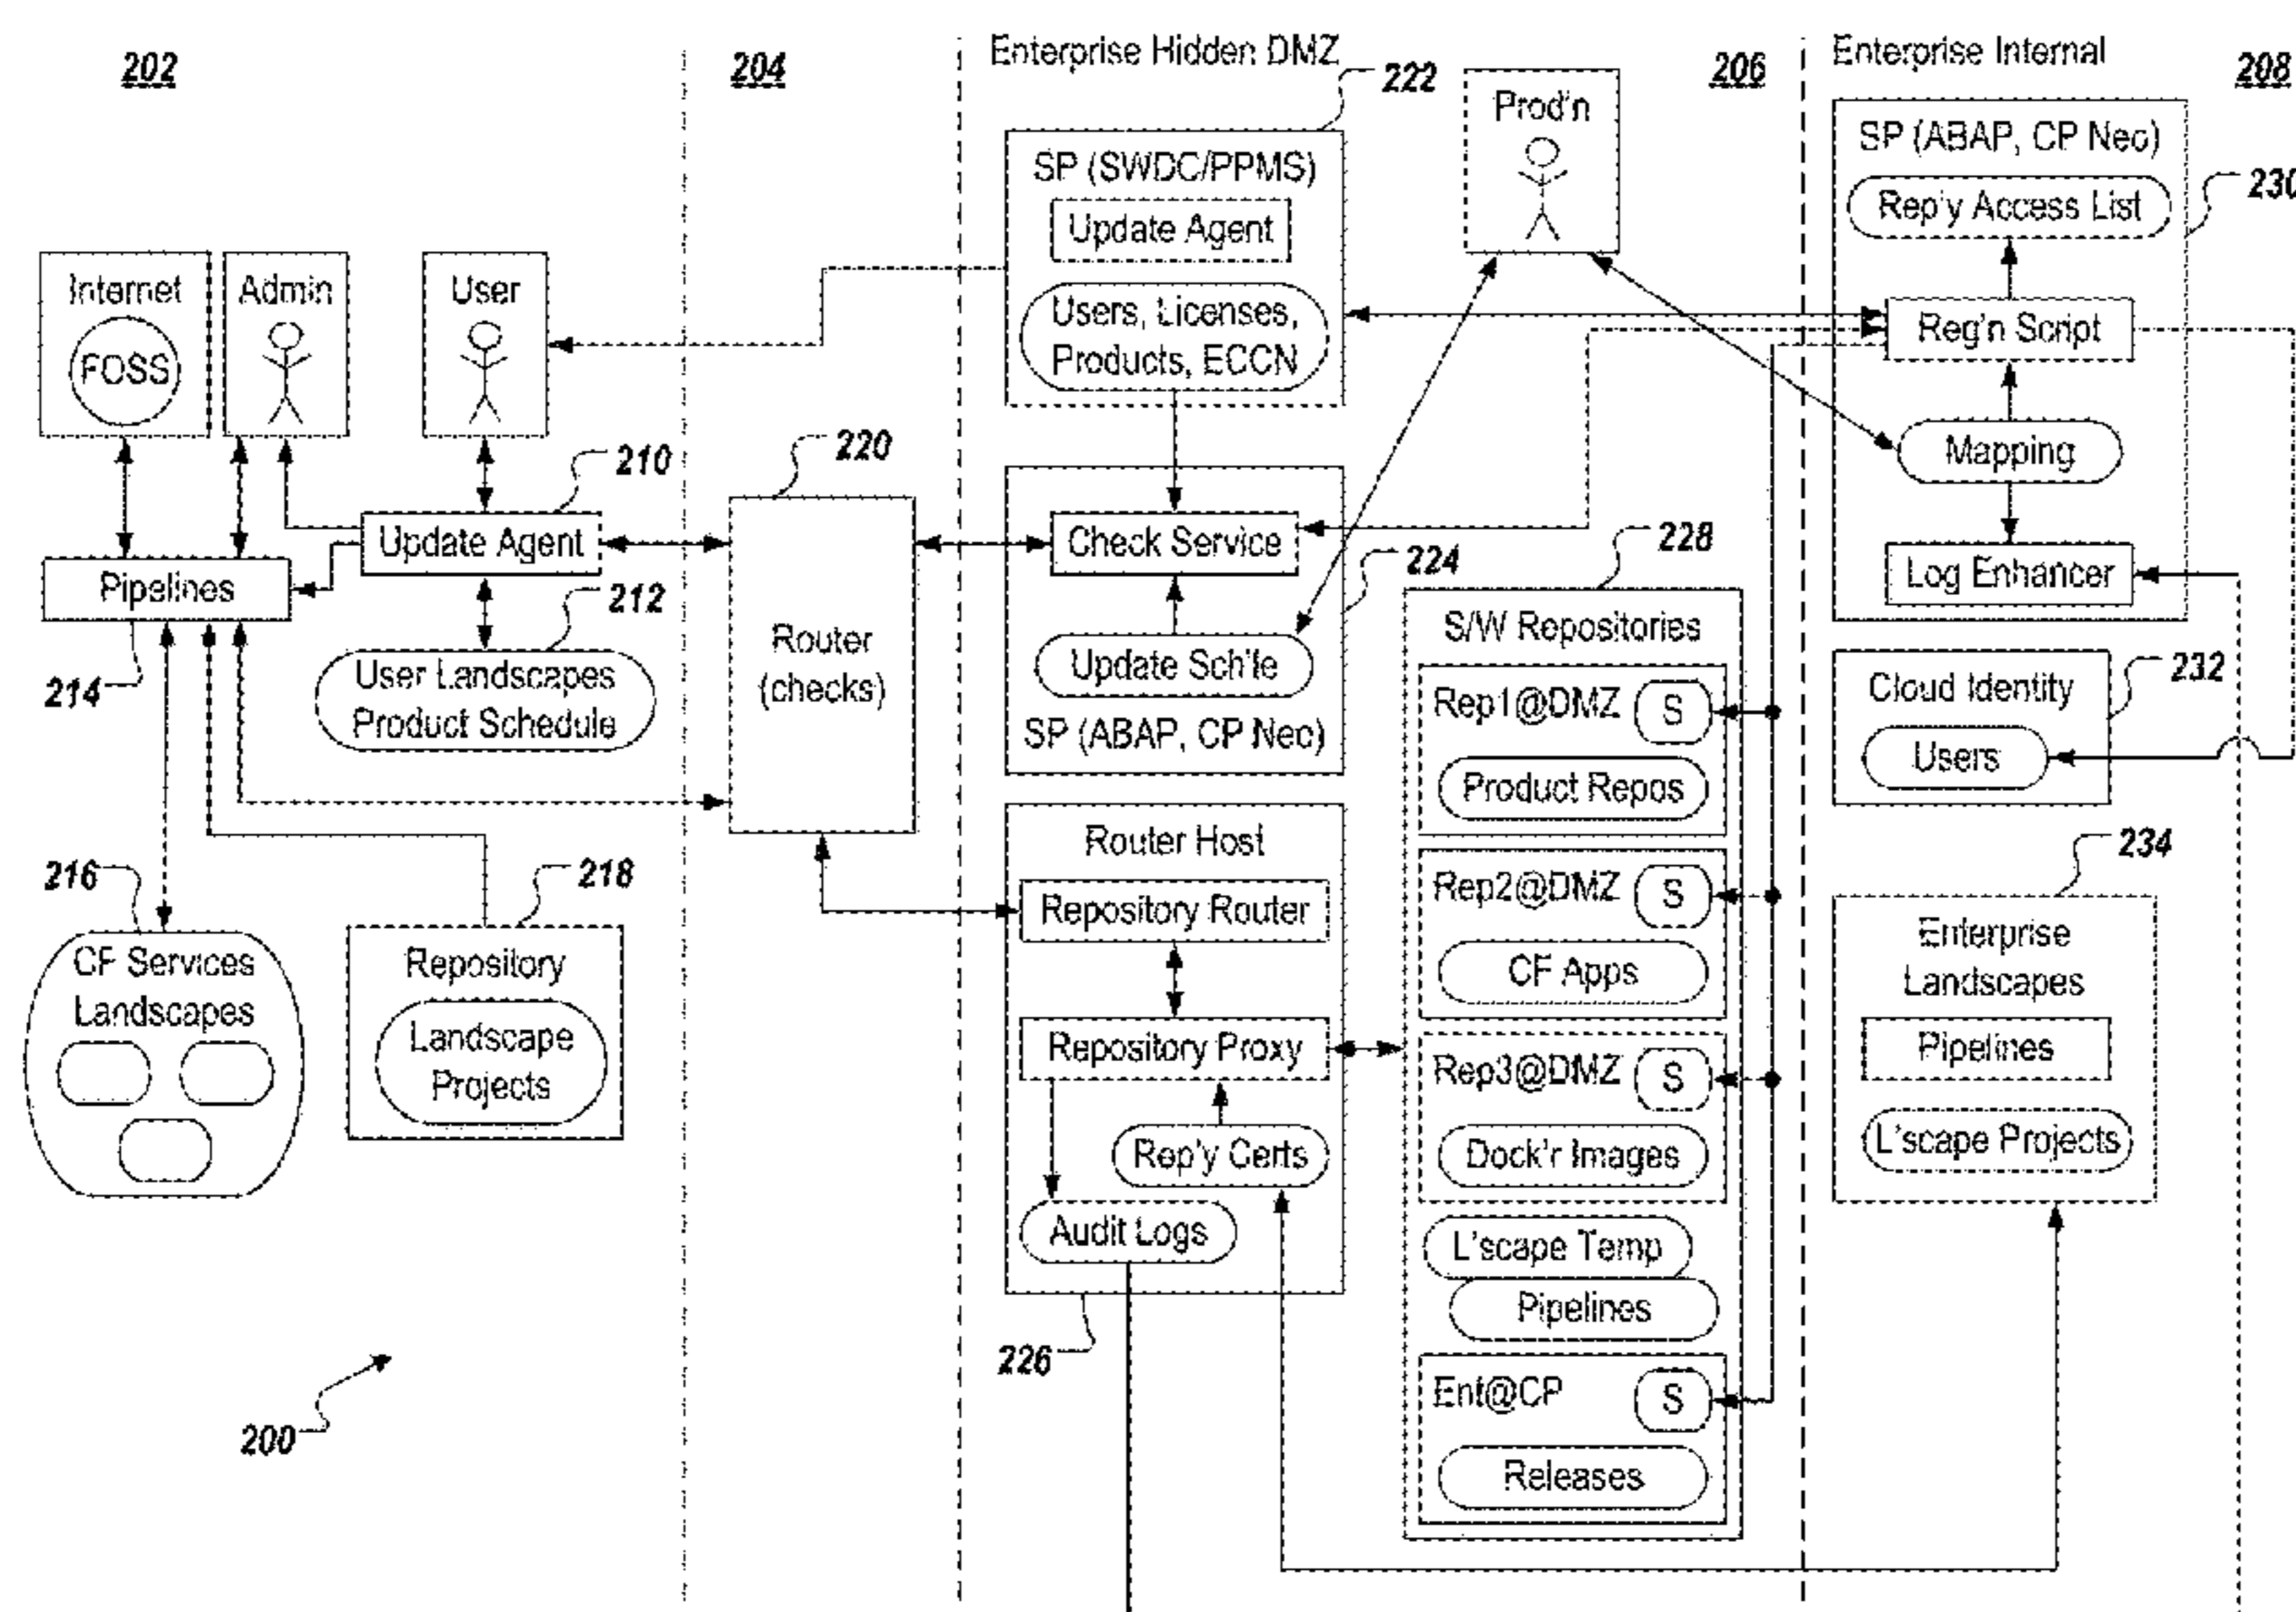 202
204
Enterprise Hidden DMZ
206
Enterprise Internal
208
Internet
FOSS
Admin
User
210
Update Agent
Pipelines
214
212
User Landscapes
Product Schedule
216
CF Services
Landscapes
218
Repository
Landscape
Projects
200
220
Router
(checks)
222
SP (SWDC/PPMS)
Update Agent
Users, Licenses,
Products, ECCN
Prod'n
Check Service
224
Update Sch'le
SP (ABAP, CP Neo)
Router Host
Repository Router
Repository Proxy
Rep'y Certs
Audit Logs
226
228
S/W Repositories
Rep1@DMZ
S
Product Repos
Rep2@DMZ
S
CF Apps
Rep3@DMZ
S
Dock'r Images
L'scape Temp
Pipelines
Ent@CP
S
Releases
SP (ABAP, CP Neo)
230
Rep'y Access List
Reg'n Script
Mapping
Log Enhancer
232
Cloud Identity
Users
234
Enterprise
Landscapes
Pipelines
L'scape Projects